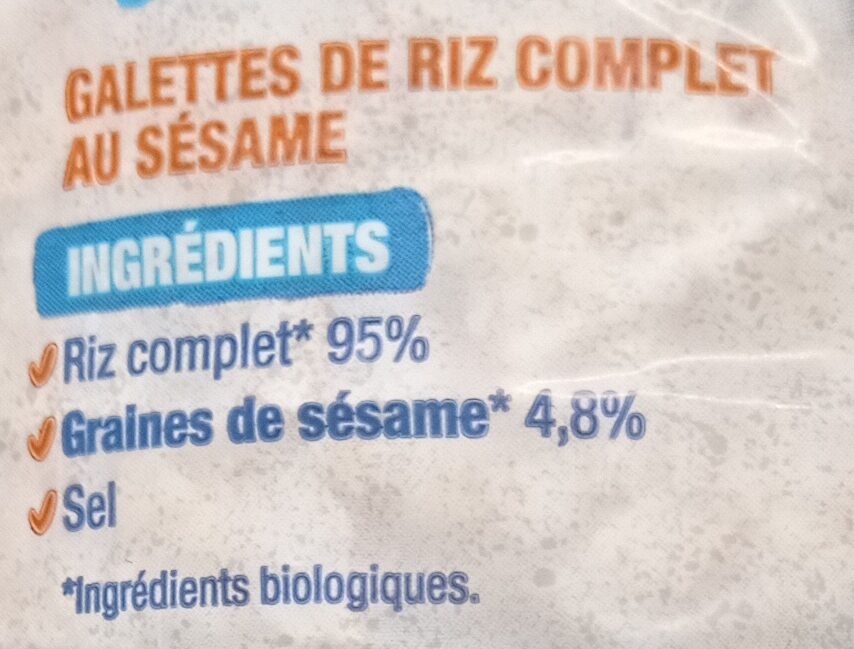 GALETTES DE RIZ COMPLET
AU SÉSAME
INGRÉDIENTS
Riz complet* 95%
Graines de sésame* 4,8%
Sel
*Ingrédients biologiques.